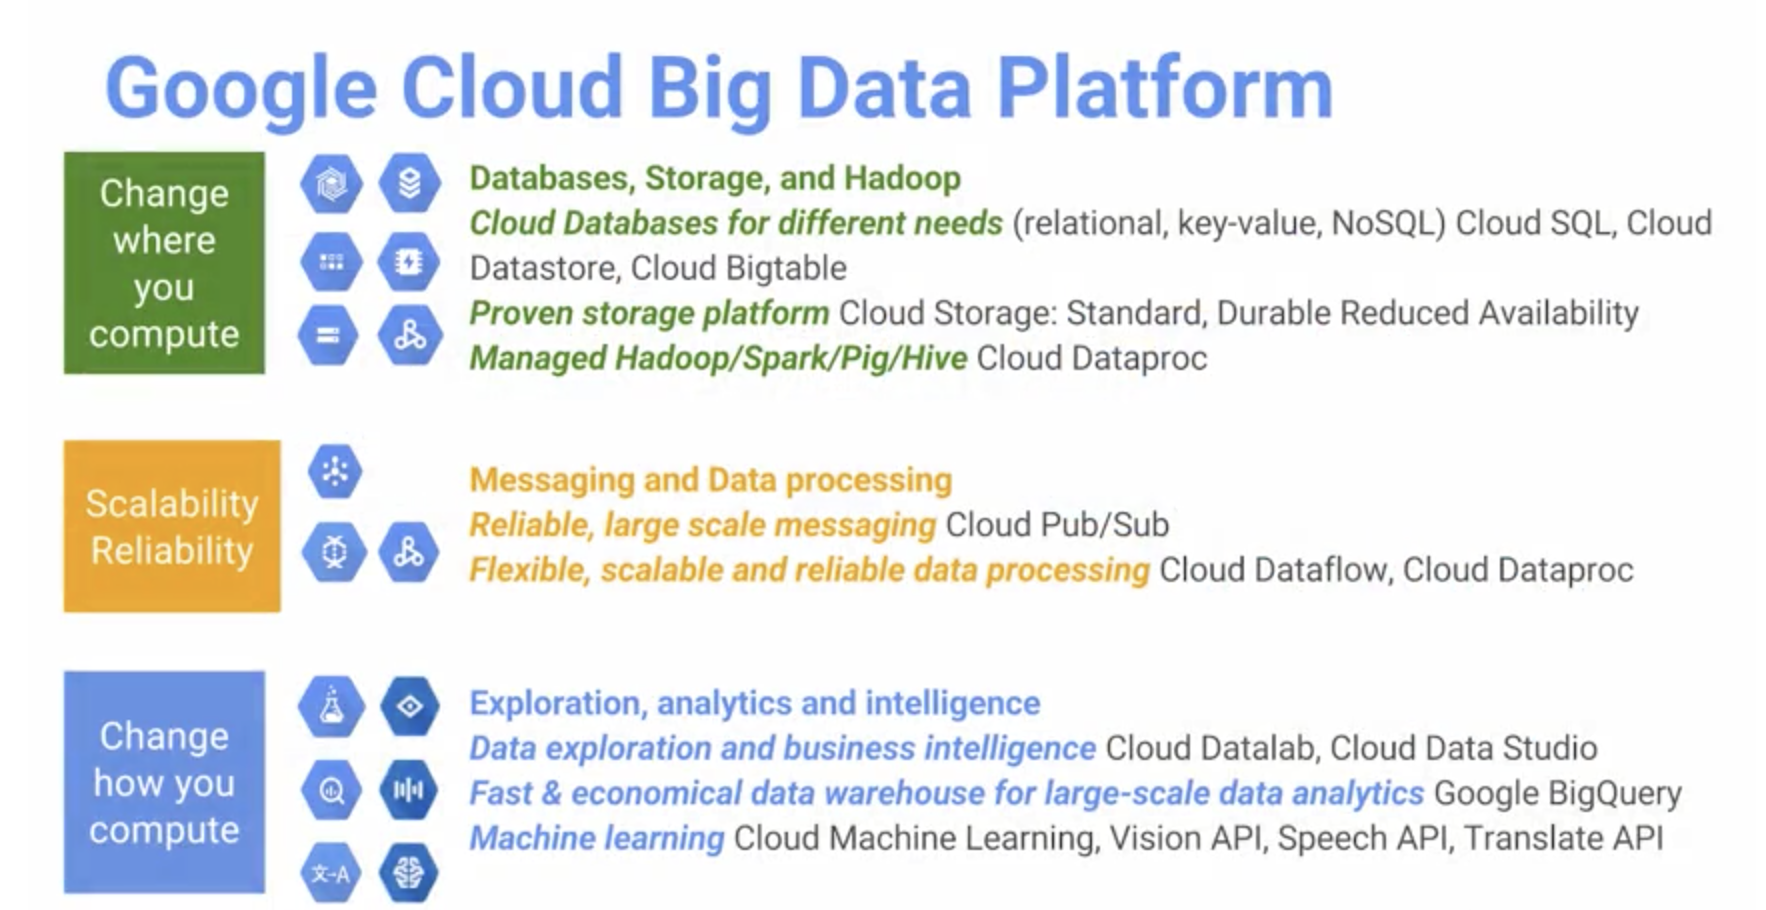 Google Cloud Big Data Platform
Change
where
you
compute
Databases, Storage, and Hadoop
Cloud Databases for different needs (relational, key-value, NoSQL) Cloud SQL, Cloud
Datastore, Cloud Bigtable
Proven storage platform Cloud Storage: Standard, Durable Reduced Availability
Managed Hadoop/Spark/Pig/Hive Cloud Dataproc
Scalability
Reliability
Messaging and Data processing
Reliable, large scale messaging Cloud Pub/Sub
Flexible, scalable and reliable data processing Cloud Dataflow, Cloud Dataproc
Change
how you
compute
Exploration, analytics and intelligence
Data exploration and business intelligence Cloud Datalab, Cloud Data Studio
Fast & economical data warehouse for large-scale data analytics Google BigQuery
Machine learning Cloud Machine Learning, Vision API, Speech API, Translate API
文→A